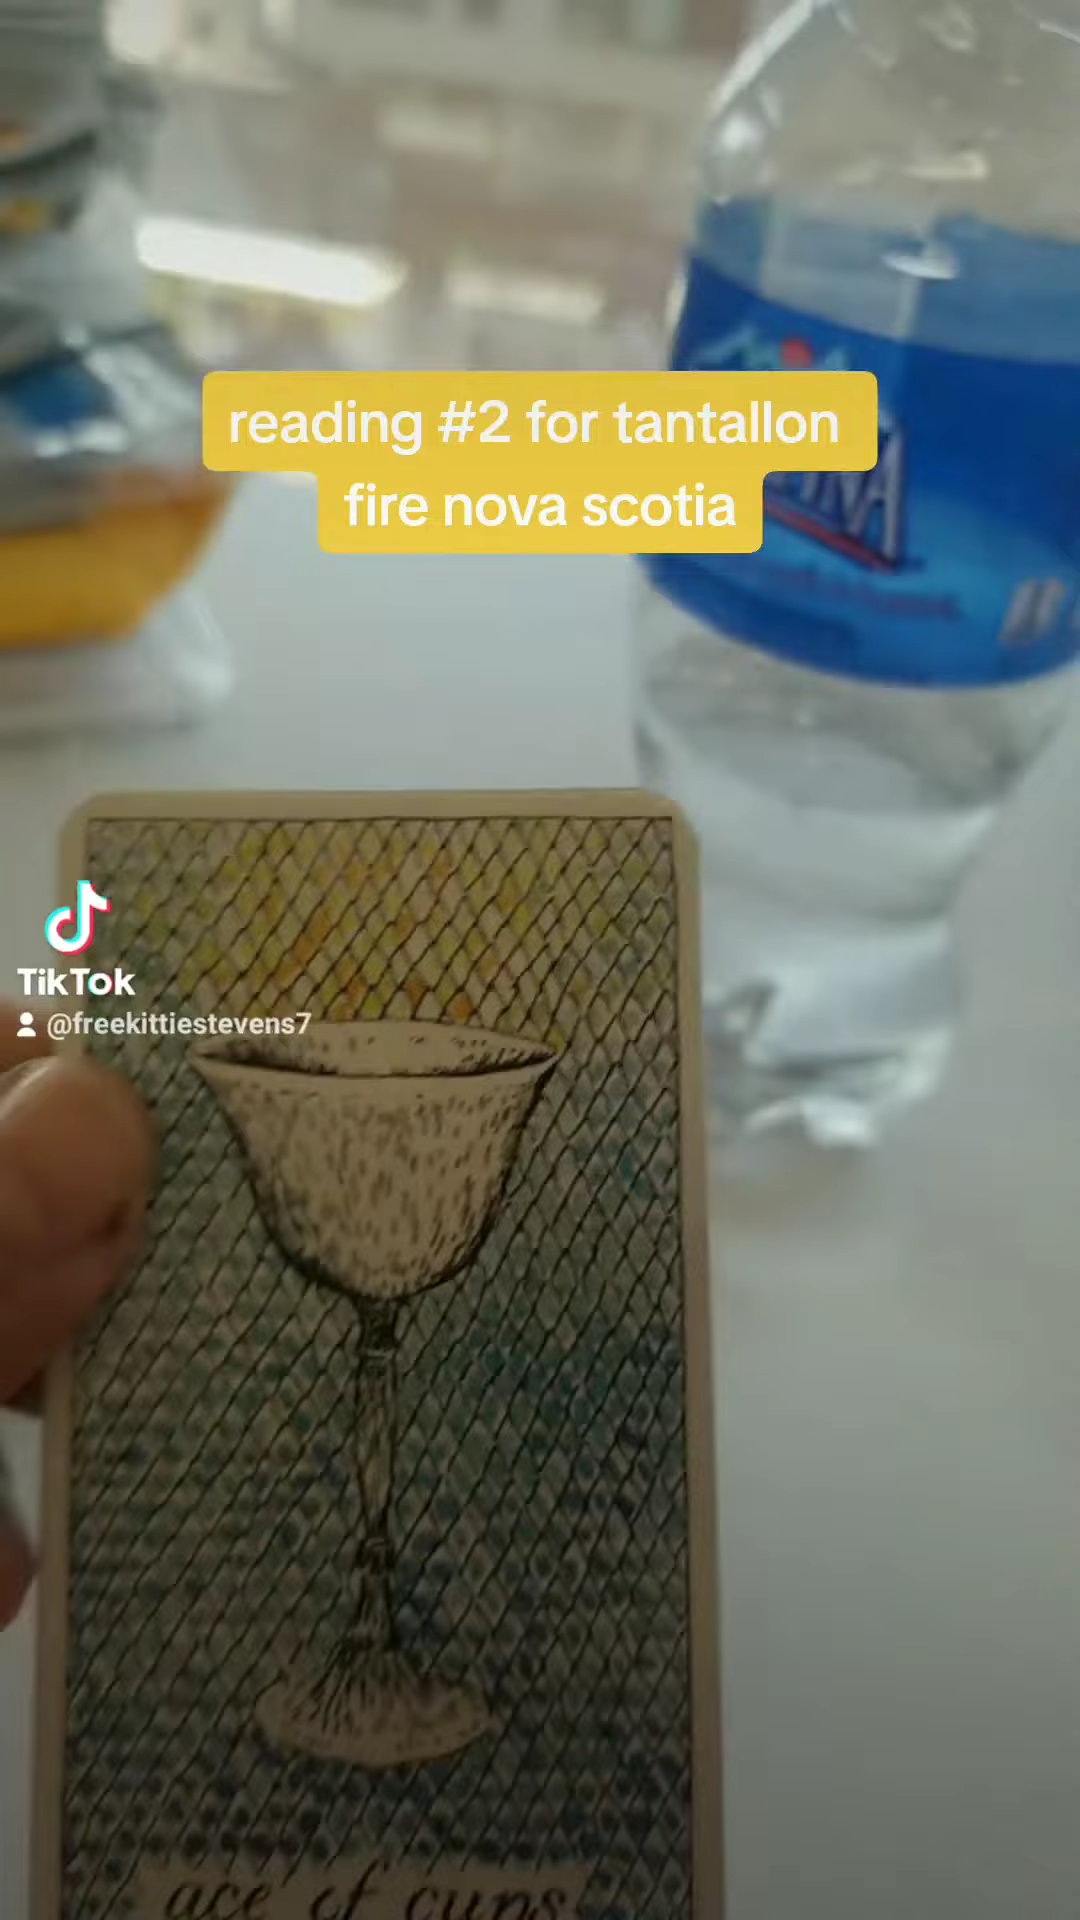 reading #2 for tantallon
fire nova scotia
TikTok
@freekittiestevens7
ace of cups